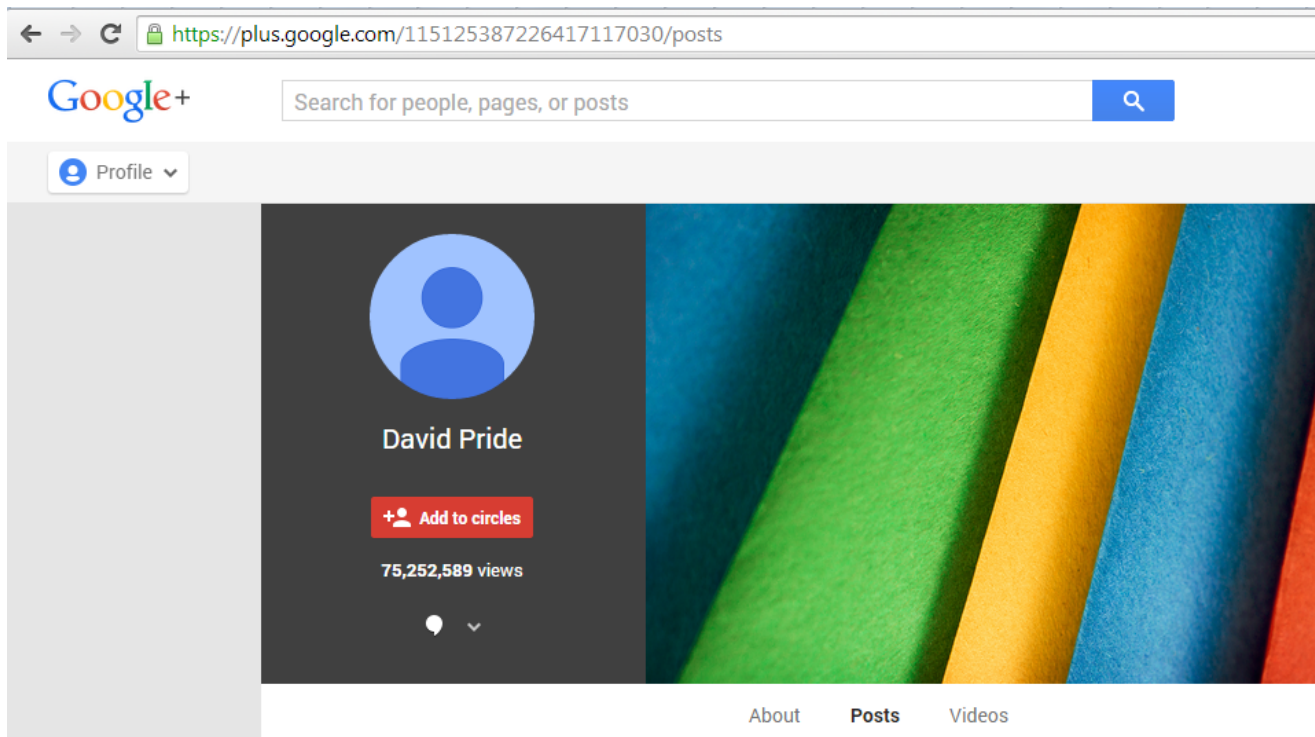 https://plus.google.com/115125387226417117030/posts
Google+
Search for people, pages, or posts
Profile
David Pride
Add to circles
75,252,589 views
About Posts Videos